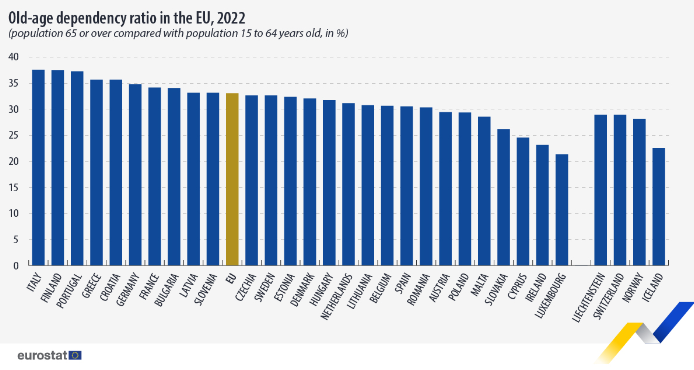 Old-age dependency ratio in the EU, 2022
(population 65 or over compared with population 15 to 64 years old, in %)
40
35
30
25
20
15
10
5
0
ITALY
FINLAND
PORTUGAL
GREECE
CROATIA
GERMANY
FRANCE
BULGARIA
LATVIA
SLOVENIA
EU
CZECHIA
SWEDEN
ESTONIA
DENMARK
HUNGARY
NETHERLANDS
LITHUANIA
BELGIUM
SPAIN
ROMANIA
AUSTRIA
POLAND
MALTA
SLOVAKIA
CYPRUS
IRELAND
LUXEMBOURG
LIECHTENSTEIN
SWITZERLAND
NORWAY
ICELAND
eurostat